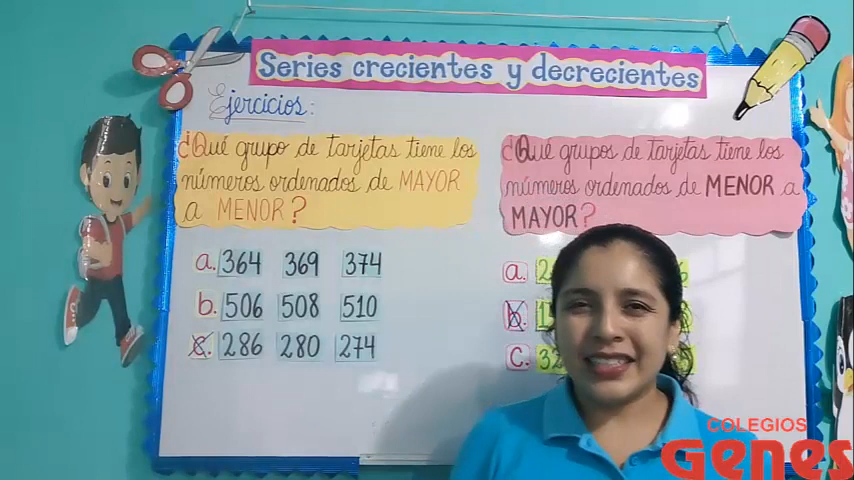 Series crecientes y decrecientes
Ejercicios:
¿Qué grupo de tarjetas tiene los
números ordenados de MAYOR
a MENOR?
a. 364 369 374
b. 506 508 510
c. 286 280 274
¿Qué grupos de tarjetas tiene los
números ordenados de MENOR a
MAYOR?
a.
b.
c.
COLEGIOS
Genes